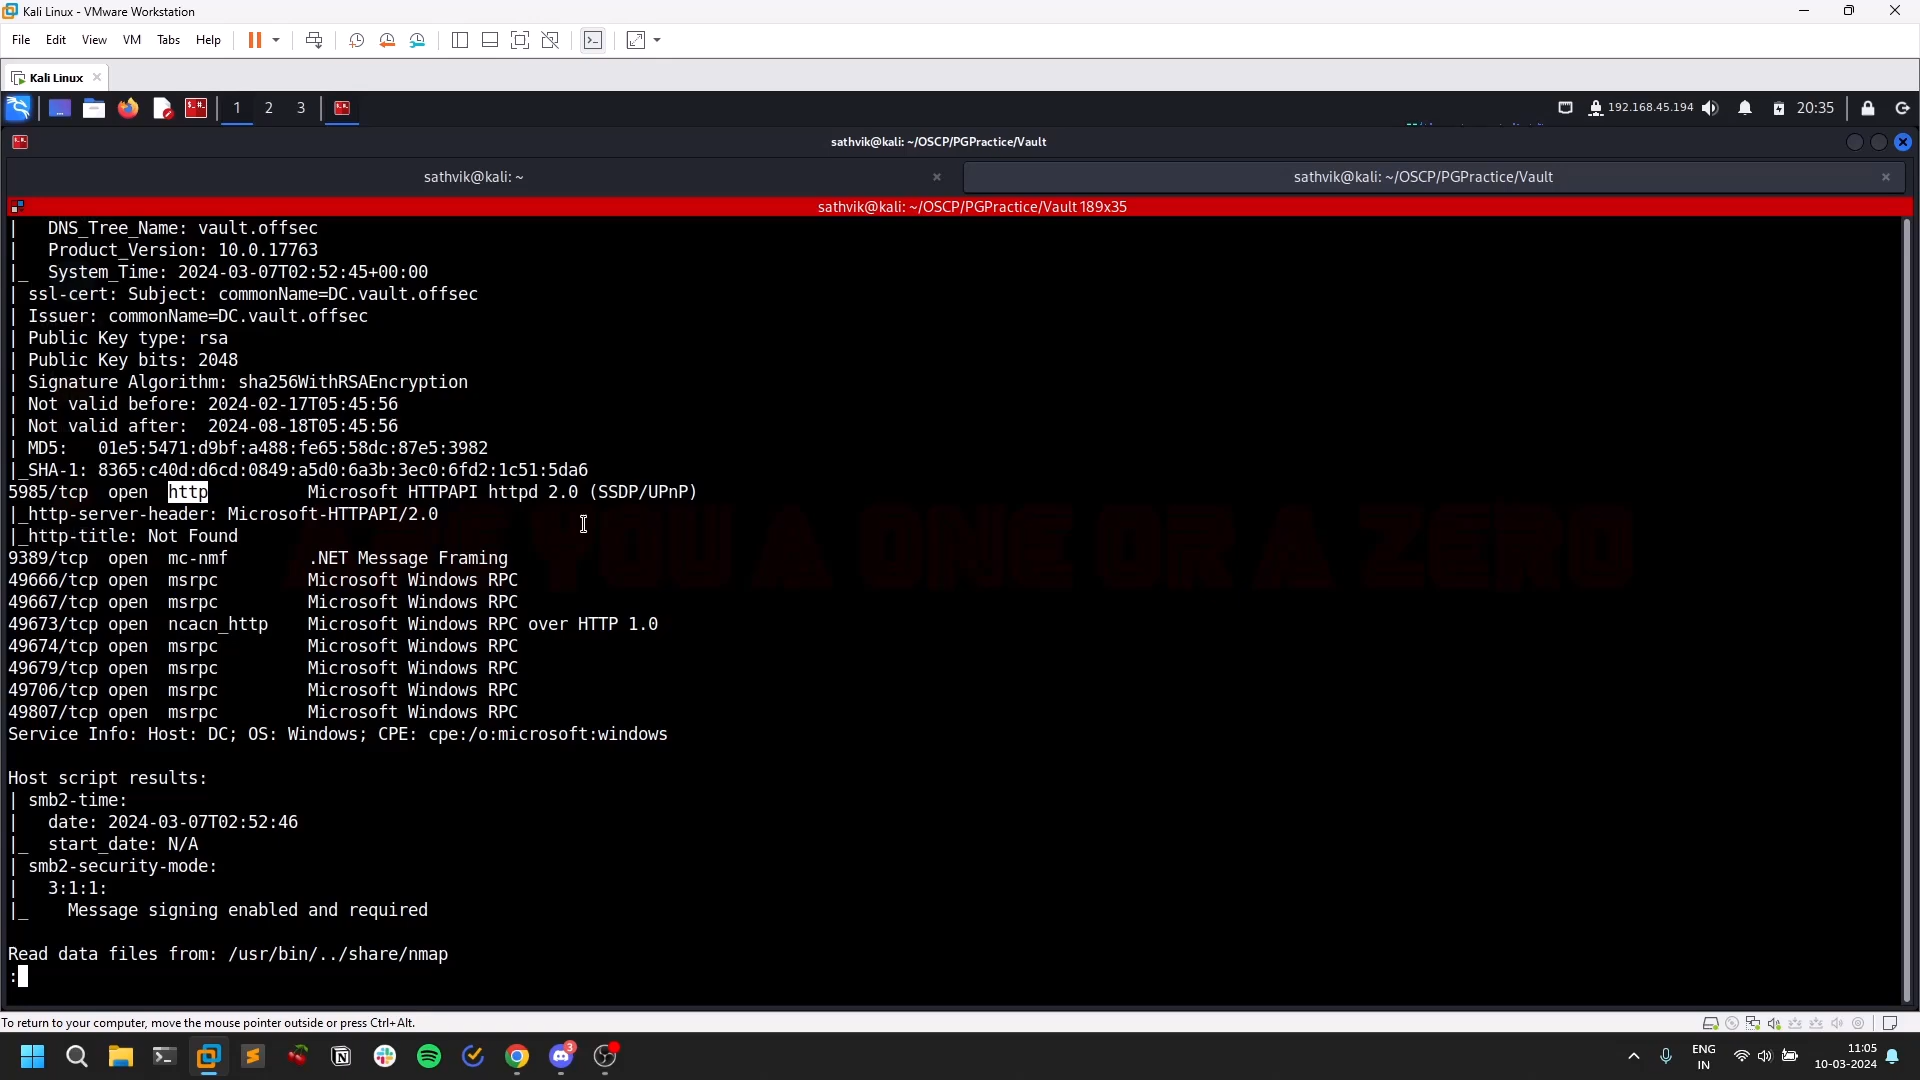 Kali Linux - VMware Workstation
File Edit View VM Tabs Help
Kali Linux
1 2 3 192.168.45.194 20:35
sathvik@kali: ~/OSCP/PGPractice/Vault
sathvik@kali: ~ sathvik@kali: ~/OSCP/PGPractice/Vault
sathvik@kali: ~/OSCP/PGPractice/Vault 189x35
|   DNS_Tree_Name: vault.offsec
|   Product_Version: 10.0.17763
|_  System_Time: 2024-03-07T02:52:45+00:00
| ssl-cert: Subject: commonName=DC.vault.offsec
| Issuer: commonName=DC.vault.offsec
| Public Key type: rsa
| Public Key bits: 2048
| Signature Algorithm: sha256WithRSAEncryption
| Not valid before: 2024-02-17T05:45:56
| Not valid after:  2024-08-18T05:45:56
| MD5:   01e5:5471:d9bf:a488:fe65:58dc:87e5:3982
|_SHA-1: 8365:c40d:d6cd:0849:a5d0:6a3b:3ec0:6fd2:1c51:5da6
5985/tcp  open  http          Microsoft HTTPAPI httpd 2.0 (SSDP/UPnP)
|_http-server-header: Microsoft-HTTPAPI/2.0
|_http-title: Not Found
ARE YOU A ONE OR A ZERO
9389/tcp  open  mc-nmf        .NET Message Framing
49666/tcp open  msrpc         Microsoft Windows RPC
49667/tcp open  msrpc         Microsoft Windows RPC
49673/tcp open  ncacn_http    Microsoft Windows RPC over HTTP 1.0
49674/tcp open  msrpc         Microsoft Windows RPC
49679/tcp open  msrpc         Microsoft Windows RPC
49706/tcp open  msrpc         Microsoft Windows RPC
49807/tcp open  msrpc         Microsoft Windows RPC
Service Info: Host: DC; OS: Windows; CPE: cpe:/o:microsoft:windows
Host script results:
| smb2-time:
|   date: 2024-03-07T02:52:46
|_  start_date: N/A
| smb2-security-mode:
|   3:1:1:
|_    Message signing enabled and required
Read data files from: /usr/bin/../share/nmap
:
To return to your computer, move the mouse pointer outside or press Ctrl+Alt.
3
ENG 11:05
IN 10-03-2024